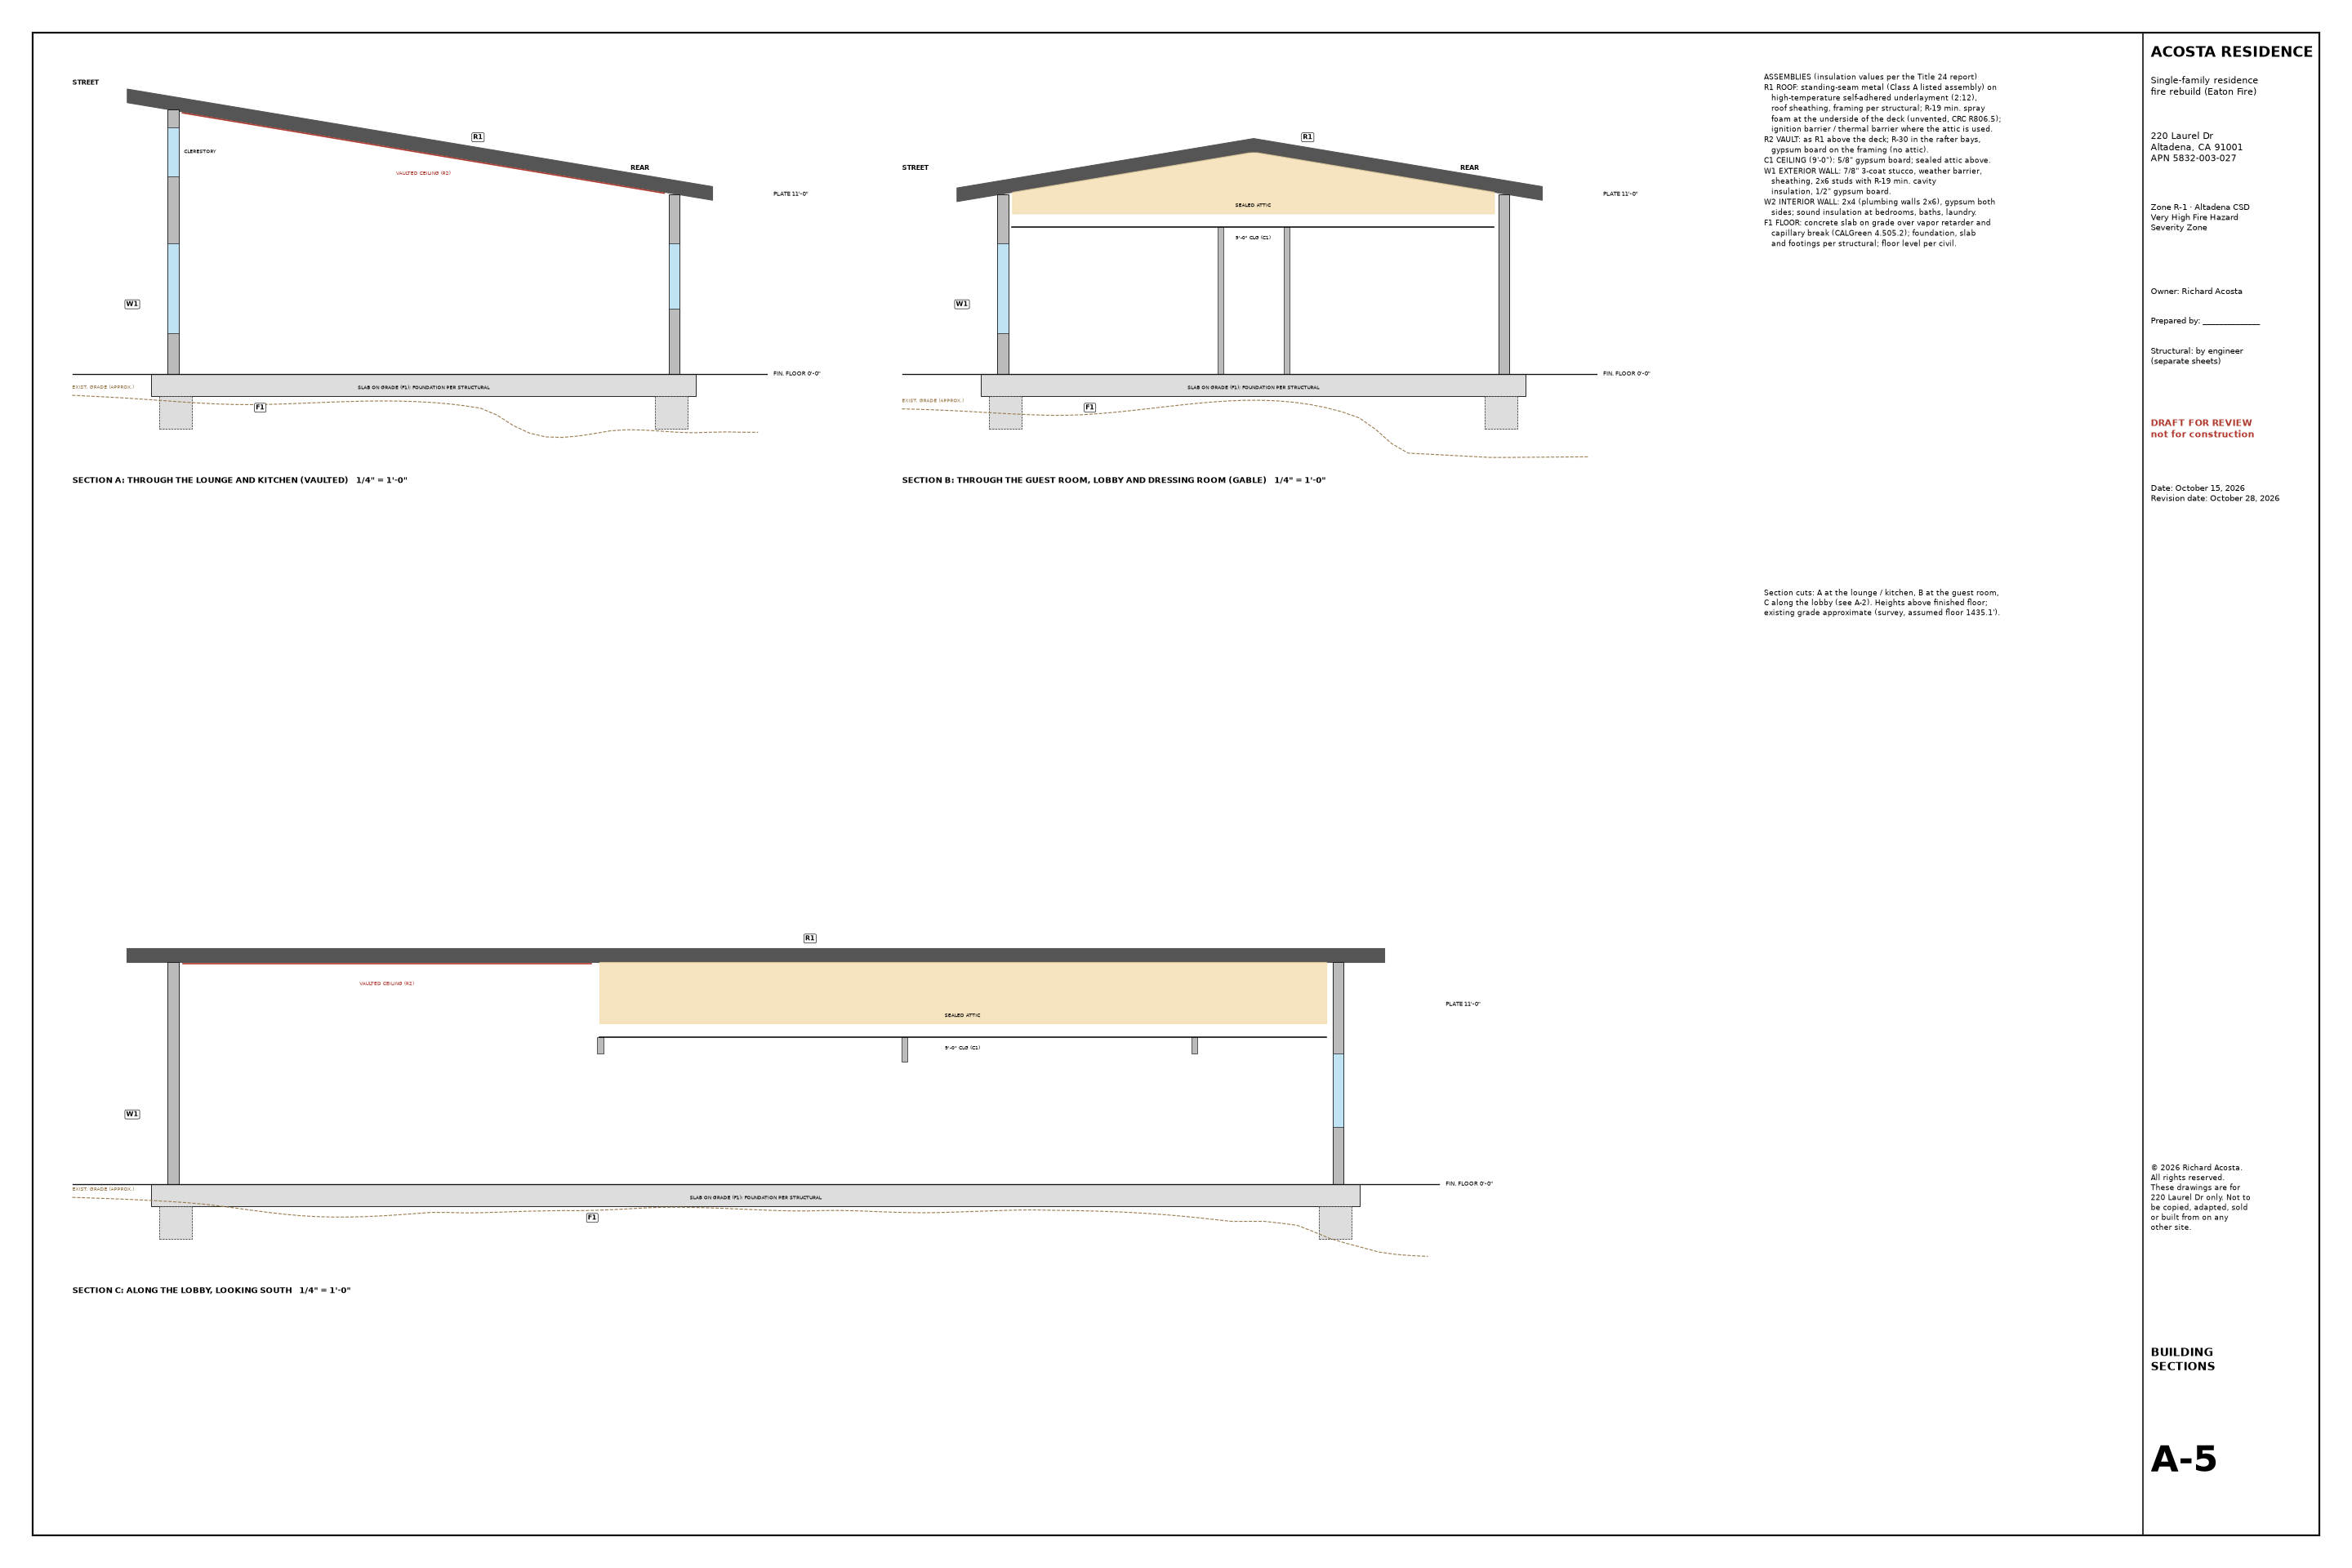 STREET
R1
CLERESTORY
VAULTED CEILING (R2)
REAR
PLATE 11'-0"
W1
FIN. FLOOR 0'-0"
EXIST. GRADE (APPROX.)
SLAB ON GRADE (F1); FOUNDATION PER STRUCTURAL
F1
SECTION A: THROUGH THE LOUNGE AND KITCHEN (VAULTED) 1/4" = 1'-0"
R1
STREET
REAR
PLATE 11'-0"
SEALED ATTIC
9'-0" CLG (C1)
W1
FIN. FLOOR 0'-0"
EXIST. GRADE (APPROX.)
SLAB ON GRADE (F1); FOUNDATION PER STRUCTURAL
F1
SECTION B: THROUGH THE GUEST ROOM, LOBBY AND DRESSING ROOM (GABLE) 1/4" = 1'-0"
ASSEMBLIES (insulation values per the Title 24 report)
R1 ROOF: standing-seam metal (Class A listed assembly) on
high-temperature self-adhered underlayment (2:12),
roof sheathing, framing per structural; R-19 min. spray
foam at the underside of the deck (unvented, CRC R806.5);
ignition barrier / thermal barrier where the attic is used.
R2 VAULT: as R1 above the deck; R-30 in the rafter bays,
gypsum board on the framing (no attic).
C1 CEILING (9'-0"): 5/8" gypsum board; sealed attic above.
W1 EXTERIOR WALL: 7/8" 3-coat stucco, weather barrier,
sheathing, 2x6 studs with R-19 min. cavity
insulation, 1/2" gypsum board.
W2 INTERIOR WALL: 2x4 (plumbing walls 2x6), gypsum both
sides; sound insulation at bedrooms, baths, laundry.
F1 FLOOR: concrete slab on grade over vapor retarder and
capillary break (CALGreen 4.505.2); foundation, slab
and footings per structural; floor level per civil.
Section cuts: A at the lounge / kitchen, B at the guest room,
C along the lobby (see A-2). Heights above finished floor;
existing grade approximate (survey, assumed floor 1435.1').
R1
VAULTED CEILING (R2)
PLATE 11'-0"
SEALED ATTIC
9'-0" CLG (C1)
W1
FIN. FLOOR 0'-0"
EXIST. GRADE (APPROX.)
SLAB ON GRADE (F1); FOUNDATION PER STRUCTURAL
F1
SECTION C: ALONG THE LOBBY, LOOKING SOUTH 1/4" = 1'-0"
ACOSTA RESIDENCE
Single-family residence
fire rebuild (Eaton Fire)
220 Laurel Dr
Altadena, CA 91001
APN 5832-003-027
Zone R-1 · Altadena CSD
Very High Fire Hazard
Severity Zone
Owner: Richard Acosta
Prepared by: ______________
Structural: by engineer
(separate sheets)
DRAFT FOR REVIEW
not for construction
Date: October 15, 2026
Revision date: October 28, 2026
© 2026 Richard Acosta.
All rights reserved.
These drawings are for
220 Laurel Dr only. Not to
be copied, adapted, sold
or built from on any
other site.
BUILDING
SECTIONS
A-5